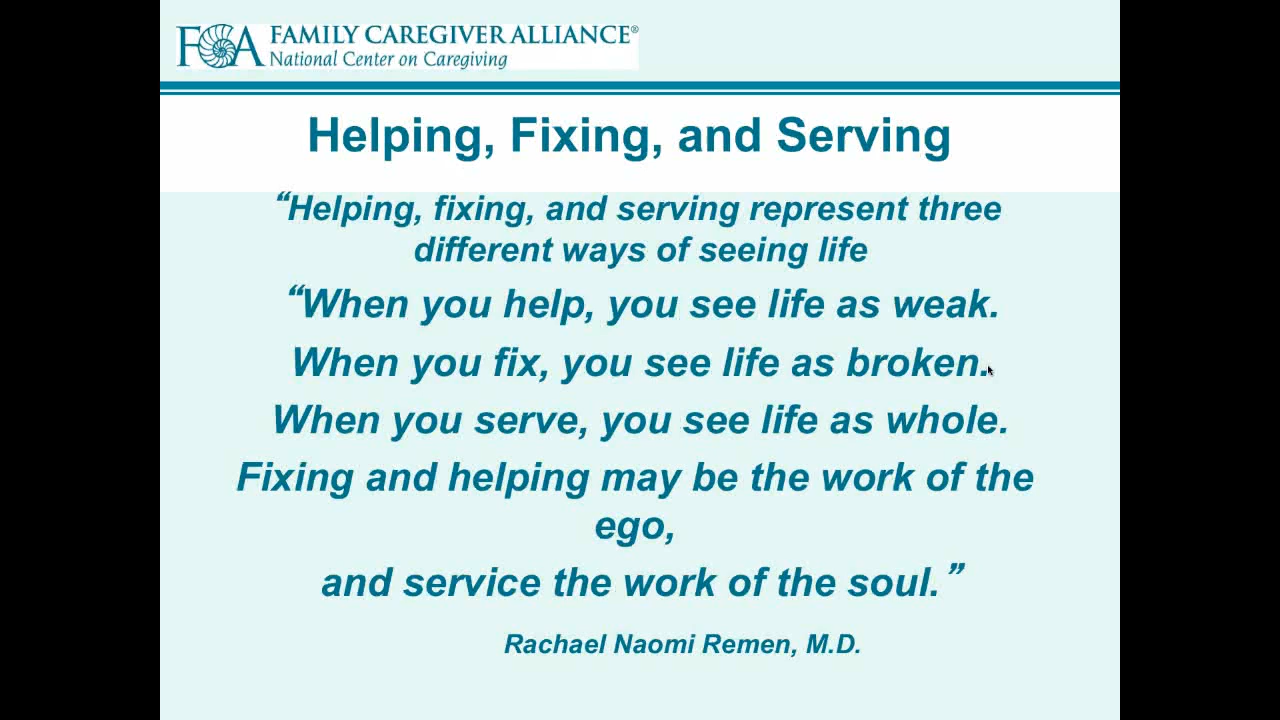 FCA FAMILY CAREGIVER ALLIANCE®
National Center on Caregiving
Helping, Fixing, and Serving
“Helping, fixing, and serving represent three
different ways of seeing life
“When you help, you see life as weak.
When you fix, you see life as broken.
When you serve, you see life as whole.
Fixing and helping may be the work of the
ego,
and service the work of the soul.”
Rachael Naomi Remen, M.D.